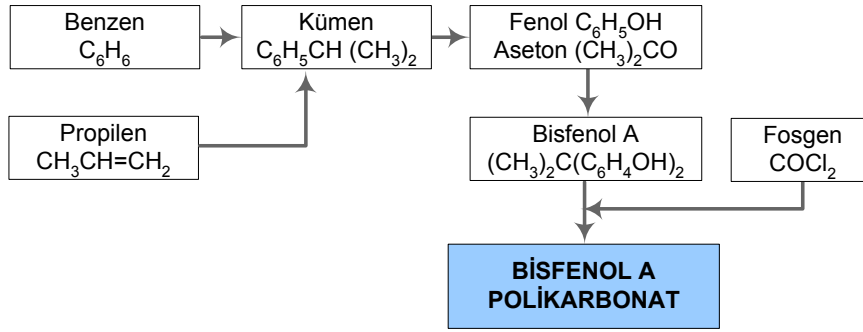 Benzen
C₆H₆
Kümen
C₆H₅CH (CH₃)₂
Fenol C₆H₅OH
Aseton (CH₃)₂CO
Propilen
CH₃CH=CH₂
Bisfenol A
(CH₃)₂C(C₆H₄OH)₂
Fosgen
COCl₂
BİSFENOL A
POLİKARBONAT